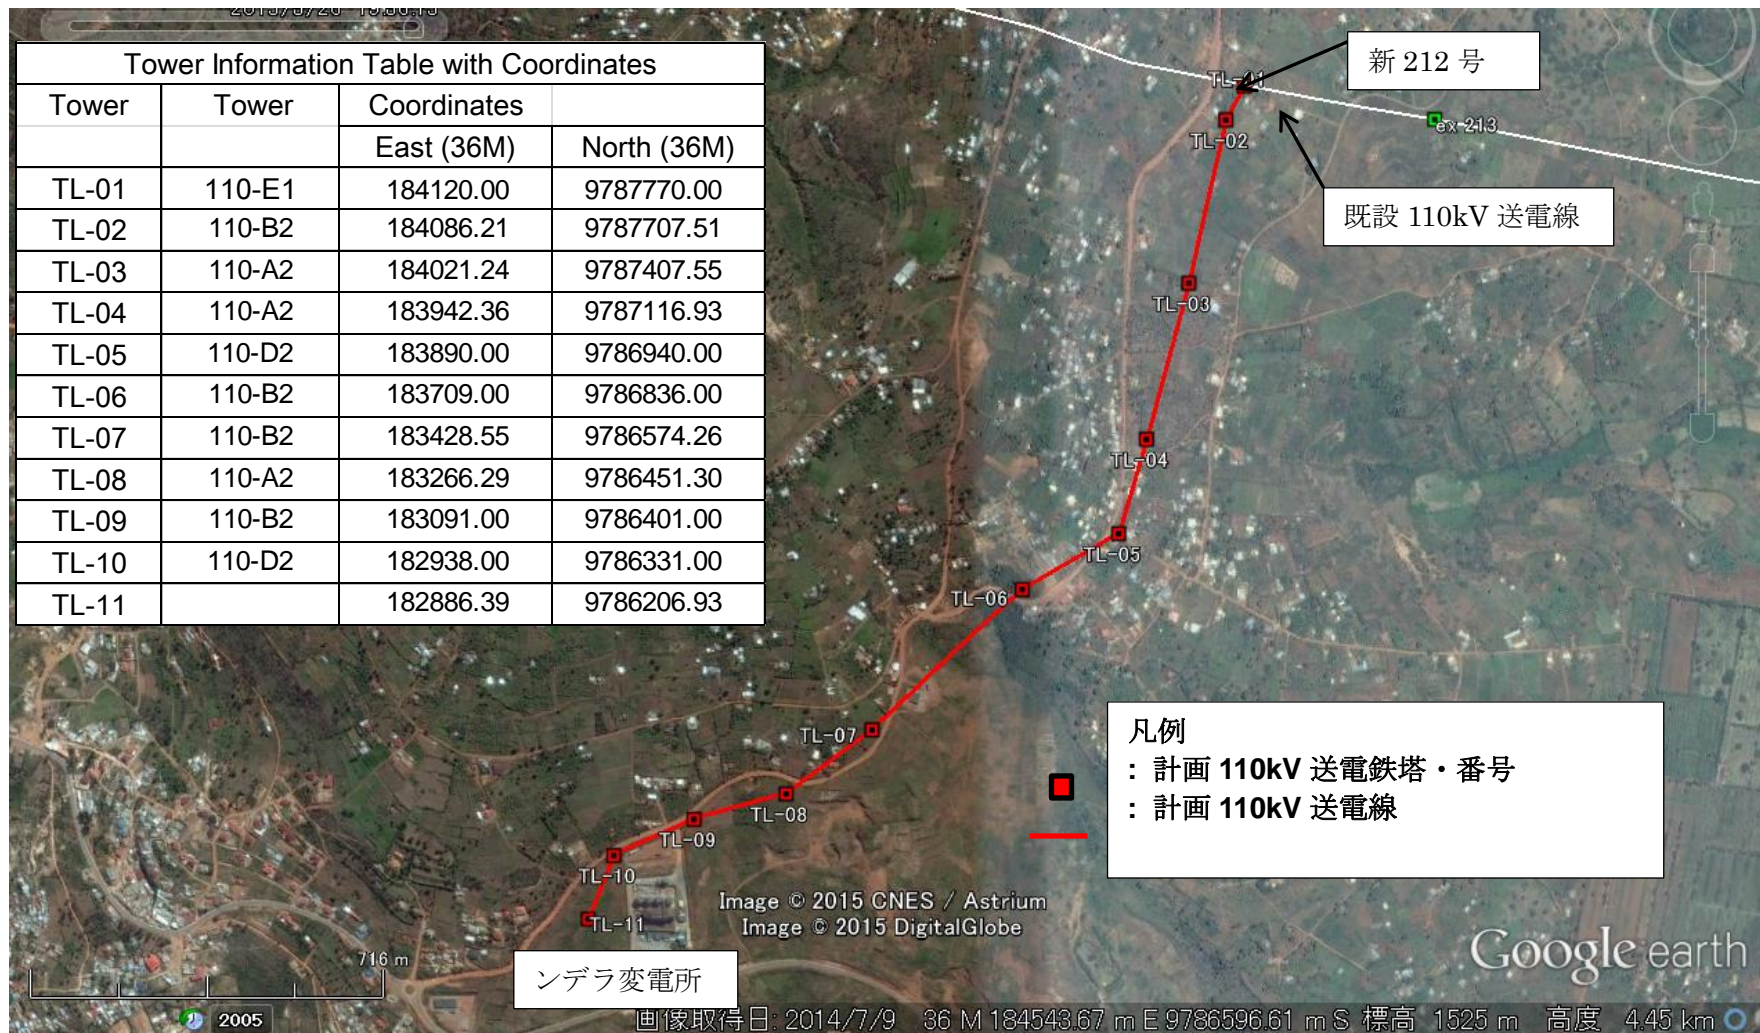 Tower Information Table with Coordinates
Tower Tower Coordinates
East (36M) North (36M)
TL-01 110-E1 184120.00 9787770.00
TL-02 110-B2 184086.21 9787707.51
TL-03 110-A2 184021.24 9787407.55
TL-04 110-A2 183942.36 9787116.93
TL-05 110-D2 183890.00 9786940.00
TL-06 110-B2 183709.00 9786836.00
TL-07 110-B2 183428.55 9786574.26
TL-08 110-A2 183266.29 9786451.30
TL-09 110-B2 183091.00 9786401.00
TL-10 110-D2 182938.00 9786331.00
TL-11 182886.39 9786206.93
新 212 号
TL-01
TL-02
ex 213
既設 110kV 送電線
TL-03
TL-04
TL-05
TL-06
TL-07
TL-08
TL-09
TL-10
TL-11
凡例
: 計画 110kV 送電鉄塔・番号
: 計画 110kV 送電線
Image © 2015 CNES / Astrium
Image © 2015 DigitalGlobe
Google earth
716 m
ンデラ変電所
2005
画像取得日: 2014/7/9 36 M 184543.67 m E 9786596.61 m S 標高 1525 m 高度 4.45 km